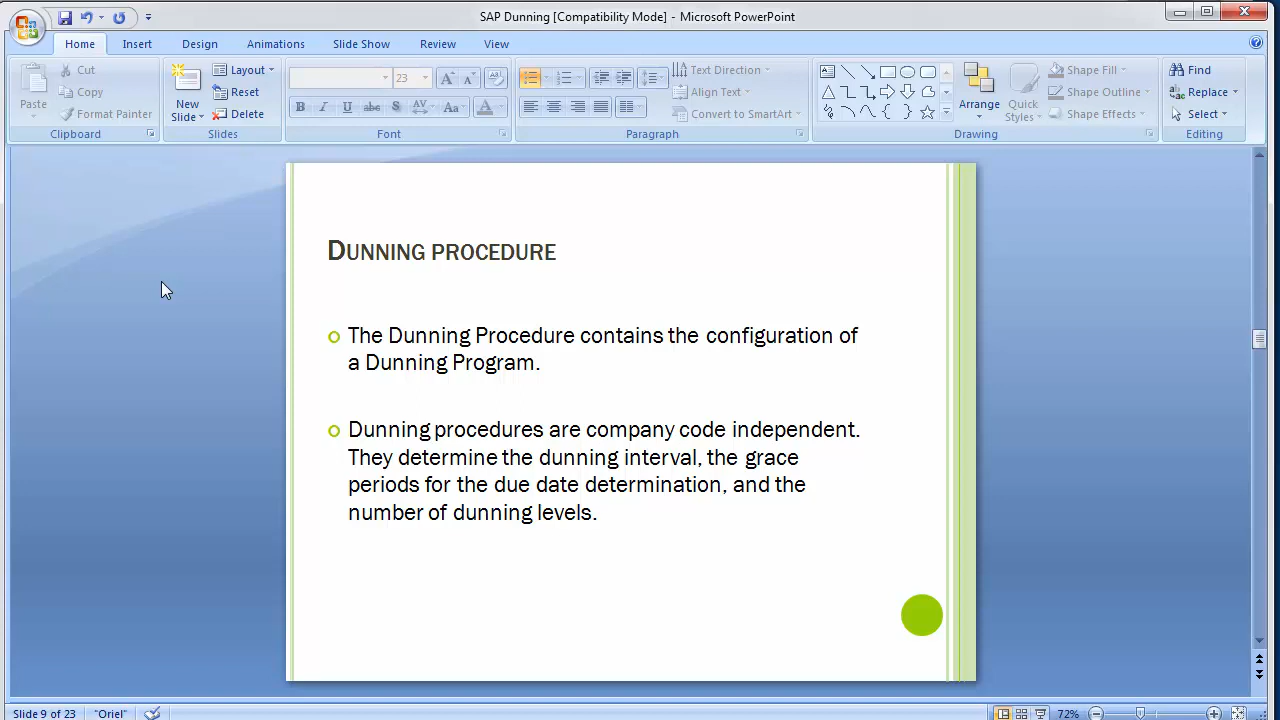 SAP Dunning [Compatibility Mode] - Microsoft PowerPoint
Home Insert Design Animations Slide Show Review View
Paste
Cut
Copy
Format Painter
Clipboard
New Slide
Layout
Reset
Delete
Slides
23
B I U abc S AV Aa A
Font
Text Direction
Align Text
Convert to SmartArt
Paragraph
Arrange
Quick Styles
Shape Fill
Shape Outline
Shape Effects
Drawing
Find
Replace
Select
Editing
DUNNING PROCEDURE
The Dunning Procedure contains the configuration of
a Dunning Program.
Dunning procedures are company code independent.
They determine the dunning interval, the grace
periods for the due date determination, and the
number of dunning levels.
Slide 9 of 23 "Oriel" 72%